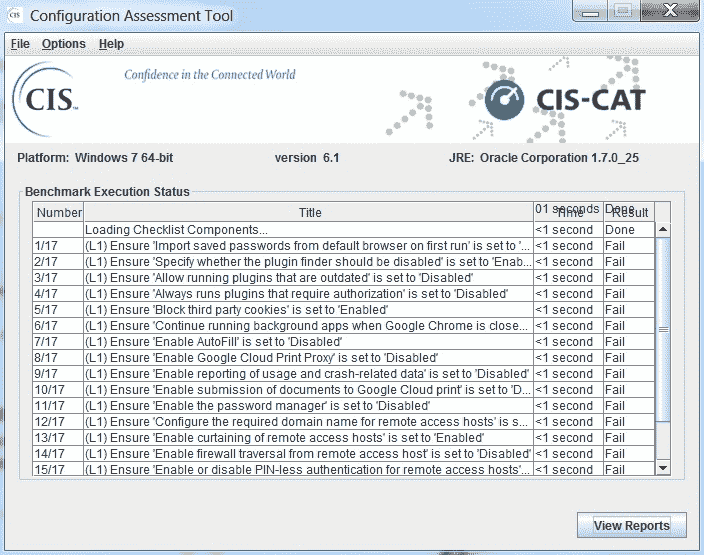 CIS Configuration Assessment Tool
File Options Help
CIS™ Confidence in the Connected World CIS-CAT
Platform: Windows 7 64-bit version 6.1 JRE: Oracle Corporation 1.7.0_25
Benchmark Execution Status
01 seconds Done
Number Title Time Result
Loading Checklist Components... <1 second Done
1/17 (L1) Ensure 'Import saved passwords from default browser on first run' is set to '... <1 second Fail
2/17 (L1) Ensure 'Specify whether the plugin finder should be disabled' is set to 'Enab... <1 second Fail
3/17 (L1) Ensure 'Allow running plugins that are outdated' is set to 'Disabled' <1 second Fail
4/17 (L1) Ensure 'Always runs plugins that require authorization' is set to 'Disabled' <1 second Fail
5/17 (L1) Ensure 'Block third party cookies' is set to 'Enabled' <1 second Fail
6/17 (L1) Ensure 'Continue running background apps when Google Chrome is close... <1 second Fail
7/17 (L1) Ensure 'Enable AutoFill' is set to 'Disabled' <1 second Fail
8/17 (L1) Ensure 'Enable Google Cloud Print Proxy' is set to 'Disabled' <1 second Fail
9/17 (L1) Ensure 'Enable reporting of usage and crash-related data' is set to 'Disabled' <1 second Fail
10/17 (L1) Ensure 'Enable submission of documents to Google Cloud print' is set to 'D... <1 second Fail
11/17 (L1) Ensure 'Enable the password manager' is set to 'Disabled' <1 second Fail
12/17 (L1) Ensure 'Configure the required domain name for remote access hosts' is s... <1 second Fail
13/17 (L1) Ensure 'Enable curtaining of remote access hosts' is set to 'Enabled' <1 second Fail
14/17 (L1) Ensure 'Enable firewall traversal from remote access host' is set to 'Disabled' <1 second Fail
15/17 (L1) Ensure 'Enable or disable PIN-less authentication for remote access hosts'... <1 second Fail
View Reports